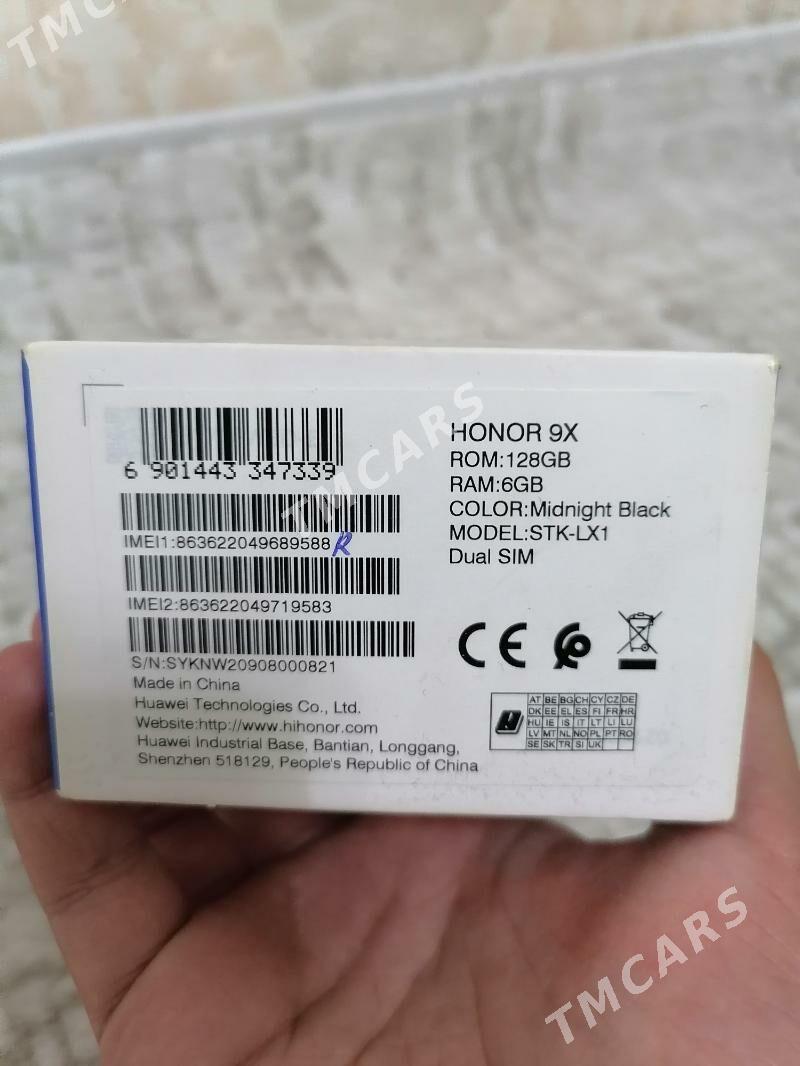 TMCARS
6 901443 347339
IMEI1:863622049689588 R
IMEI2:863622049719583
S/N:SYKNW20908000821
Made in China
Huawei Technologies Co., Ltd.
Website:http://www.hihonor.com
Huawei Industrial Base, Bantian, Longgang,
Shenzhen 518129, People's Republic of China
HONOR 9X
ROM:128GB
RAM:6GB
COLOR:Midnight Black
MODEL:STK-LX1
Dual SIM
CE
AT BE BG CH CY CZ DE
DK EE EL ES FI FR HR
HU IE IS IT LT LI LU
LV MT NL NO PL PT RO
SE SK TR SI UK
TMCARS
TMCARS